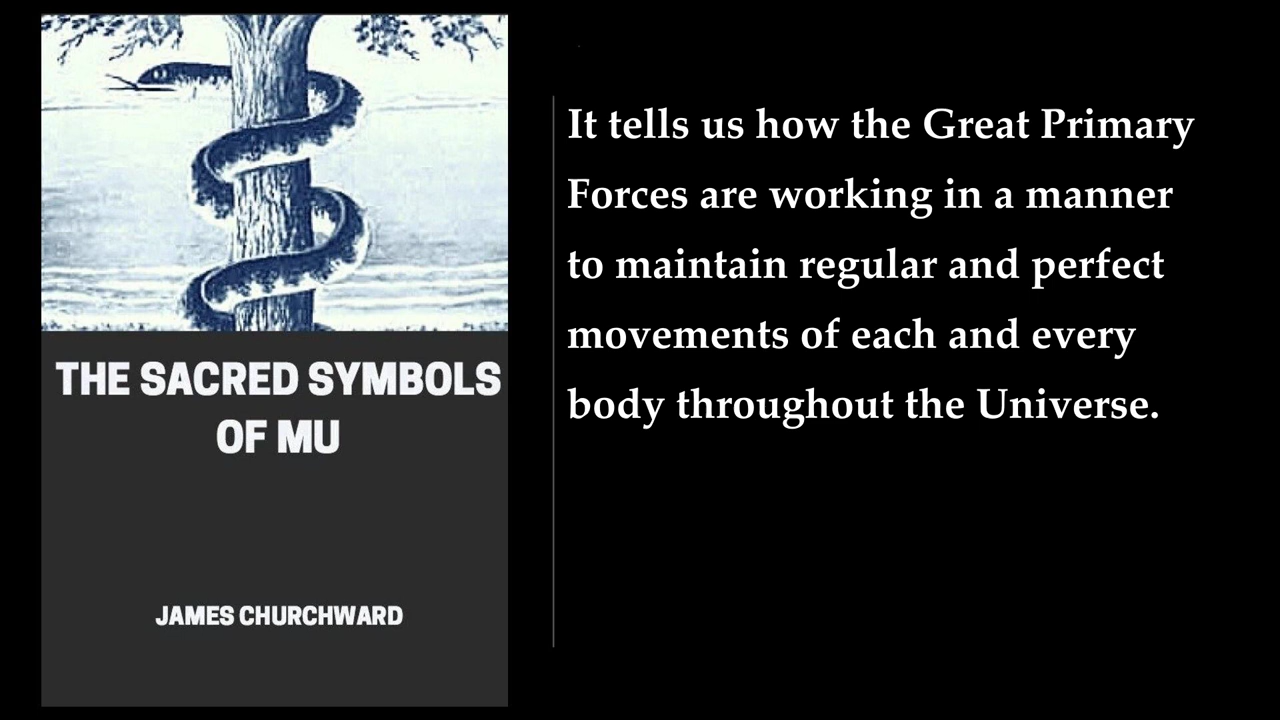 THE SACRED SYMBOLS
OF MU
JAMES CHURCHWARD
It tells us how the Great Primary
Forces are working in a manner
to maintain regular and perfect
movements of each and every
body throughout the Universe.